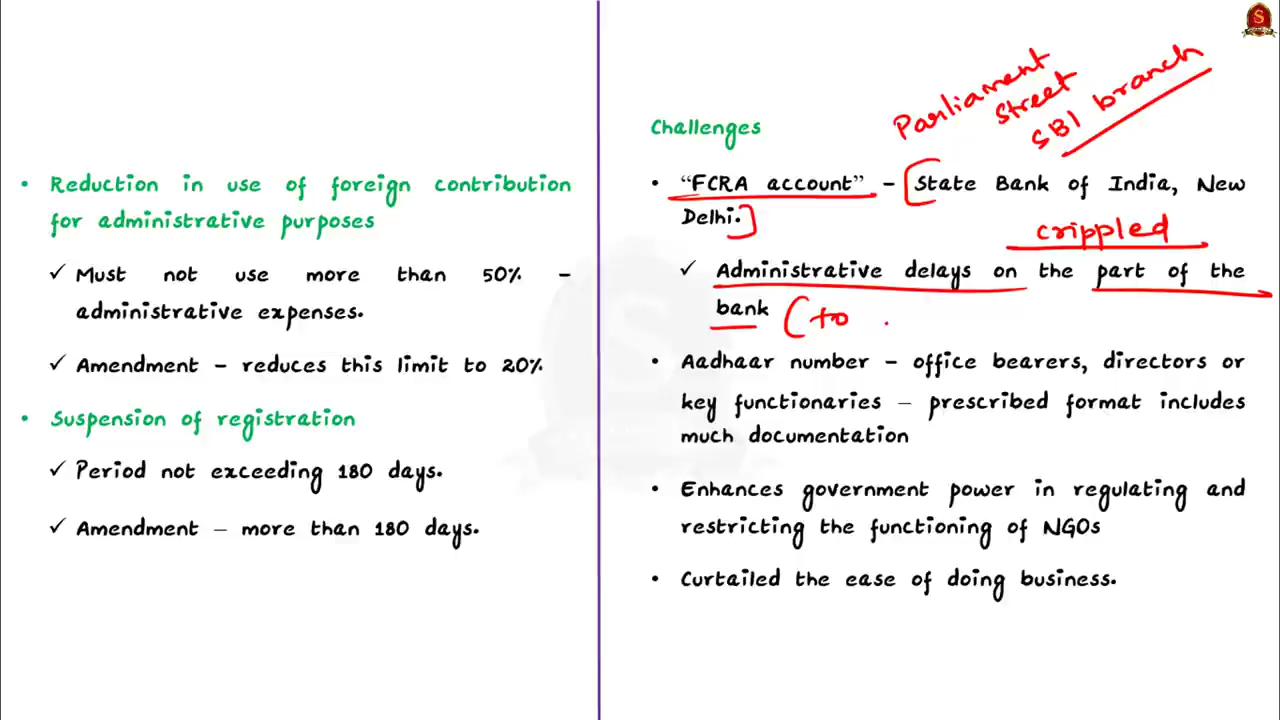 • Reduction in use of foreign contribution
for administrative purposes
✓ Must not use more than 50% –
administrative expenses.
✓ Amendment – reduces this limit to 20%
• Suspension of registration
✓ Period not exceeding 180 days.
✓ Amendment – more than 180 days.
Parliament
Street
SBI branch
Challenges
• “FCRA account” – [State Bank of India, New
Delhi.]
crippled
✓ Administrative delays on the part of the
bank (to
• Aadhaar number – office bearers, directors or
key functionaries – prescribed format includes
much documentation
• Enhances government power in regulating and
restricting the functioning of NGOs
• Curtailed the ease of doing business.
S